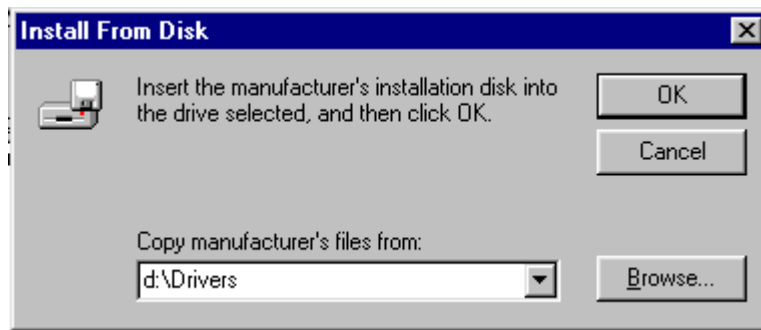 Install From Disk
Insert the manufacturer's installation disk into
the drive selected, and then click OK.
OK
Cancel
Copy manufacturer's files from:
d:\Drivers
Browse...